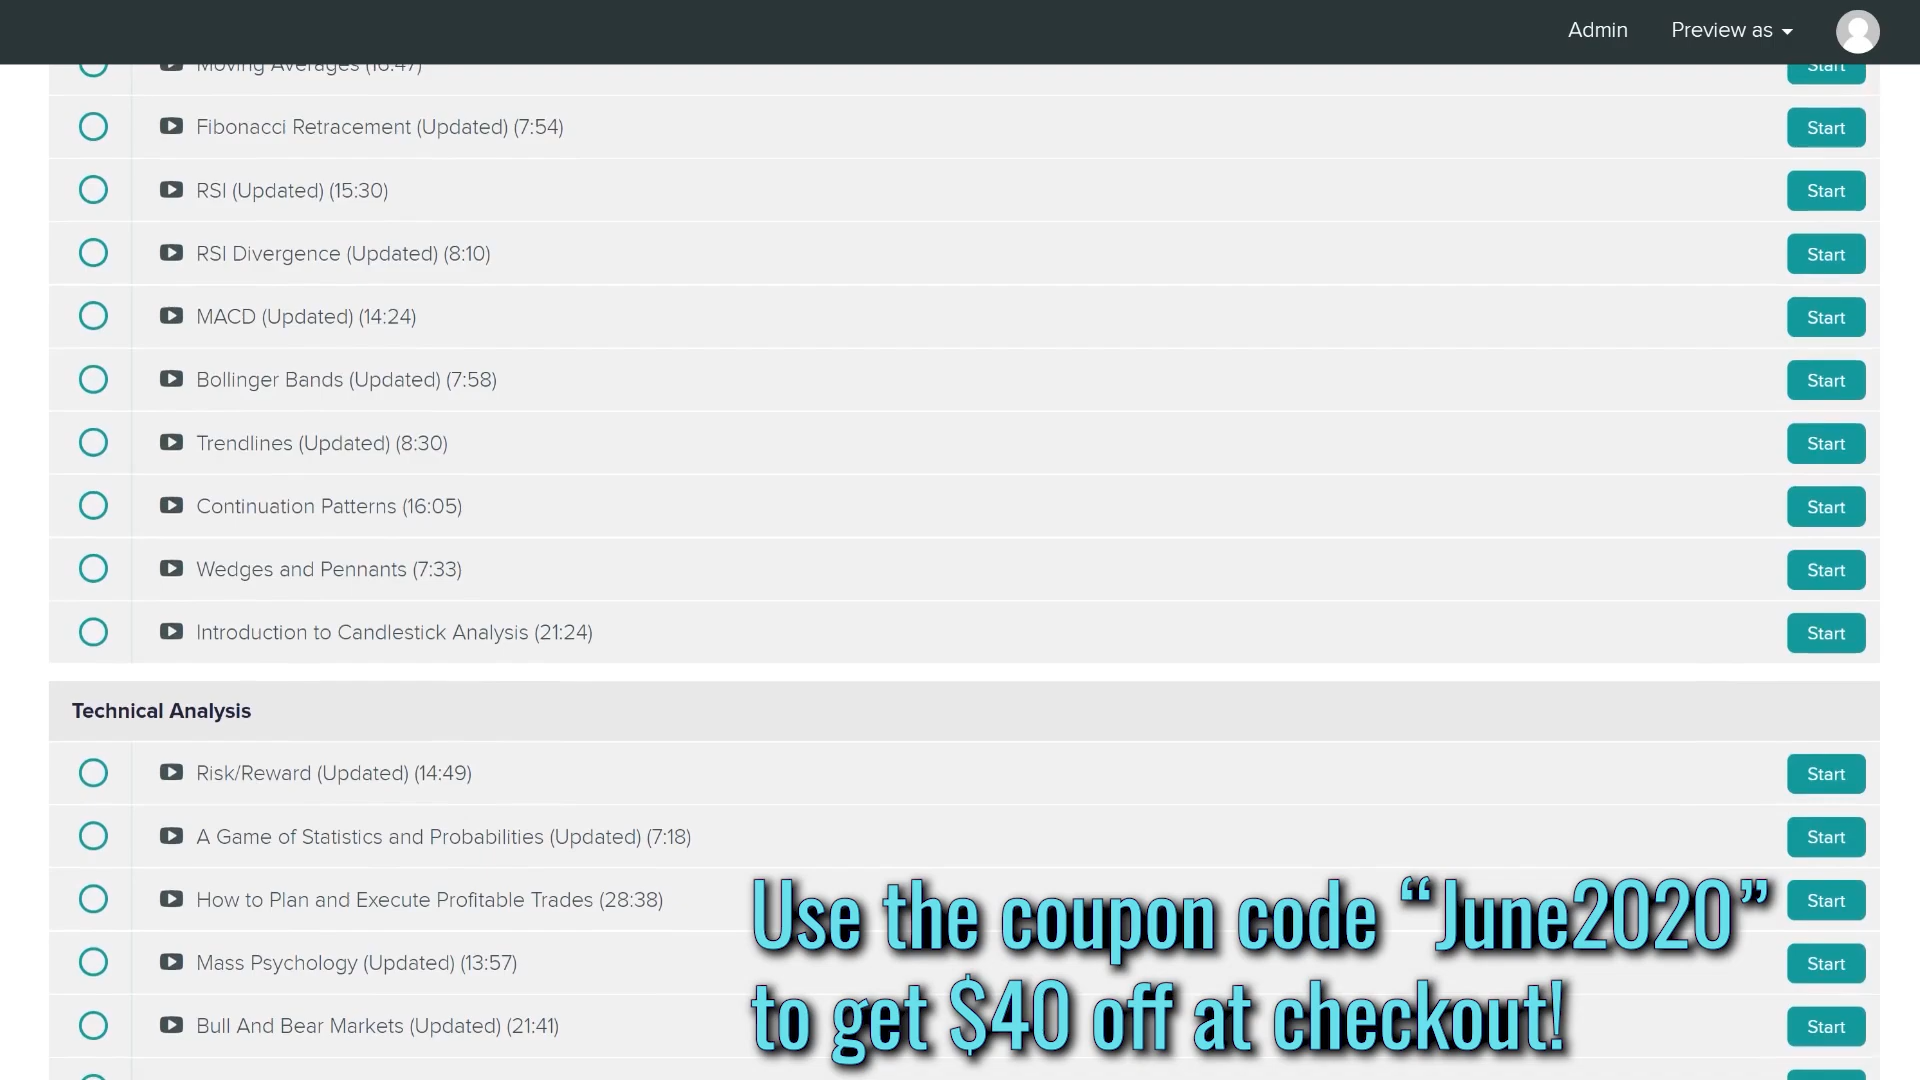 Admin
Preview as
Moving Averages (16:47)
Start
Fibonacci Retracement (Updated) (7:54)
Start
RSI (Updated) (15:30)
Start
RSI Divergence (Updated) (8:10)
Start
MACD (Updated) (14:24)
Start
Bollinger Bands (Updated) (7:58)
Start
Trendlines (Updated) (8:30)
Start
Continuation Patterns (16:05)
Start
Wedges and Pennants (7:33)
Start
Introduction to Candlestick Analysis (21:24)
Start
Technical Analysis
Risk/Reward (Updated) (14:49)
Start
A Game of Statistics and Probabilities (Updated) (7:18)
Start
How to Plan and Execute Profitable Trades (28:38)
Start
Mass Psychology (Updated) (13:57)
Start
Bull And Bear Markets (Updated) (21:41)
Start
Use the coupon code “June2020”
to get $40 off at checkout!